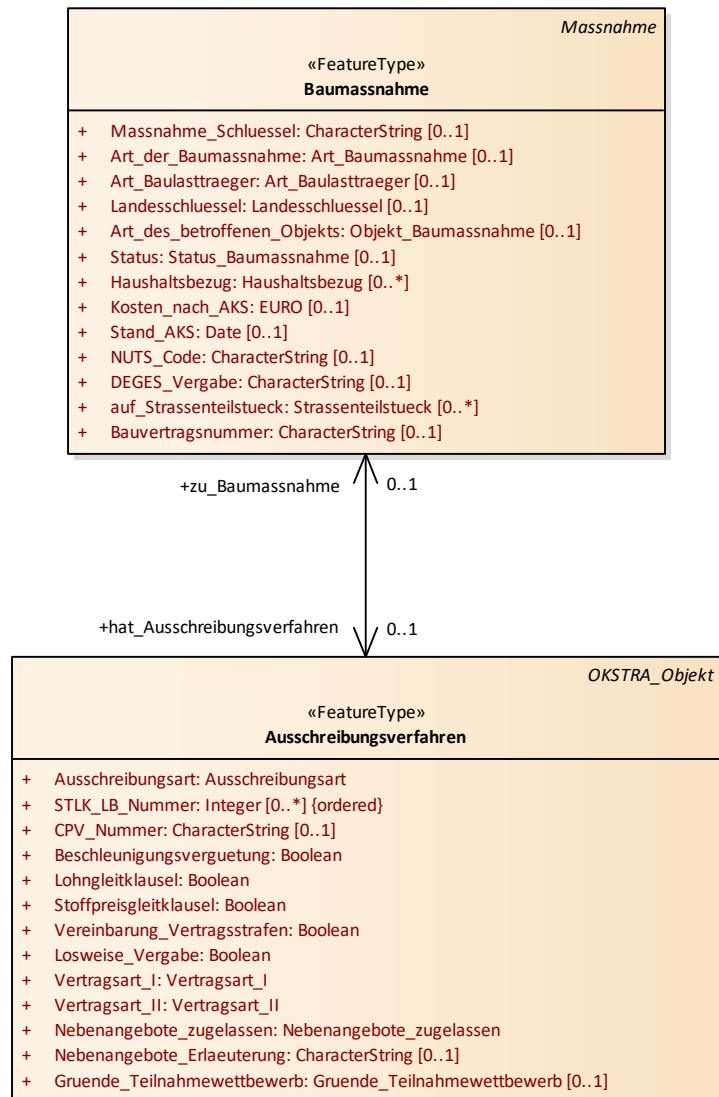 Massnahme
«FeatureType»
Baumassnahme
+ Massnahme_Schluessel: CharacterString [0..1]
+ Art_der_Baumassnahme: Art_Baumassnahme [0..1]
+ Art_Baulasttraeger: Art_Baulasttraeger [0..1]
+ Landesschluessel: Landesschluessel [0..1]
+ Art_des_betroffenen_Objekts: Objekt_Baumassnahme [0..1]
+ Status: Status_Baumassnahme [0..1]
+ Haushaltsbezug: Haushaltsbezug [0..*]
+ Kosten_nach_AKS: EURO [0..1]
+ Stand_AKS: Date [0..1]
+ NUTS_Code: CharacterString [0..1]
+ DEGES_Vergabe: CharacterString [0..1]
+ auf_Strassenteilstueck: Strassenteilstueck [0..*]
+ Bauvertragsnummer: CharacterString [0..1]
+zu_Baumassnahme 0..1
+hat_Ausschreibungsverfahren 0..1
OKSTRA_Objekt
«FeatureType»
Ausschreibungsverfahren
+ Ausschreibungsart: Ausschreibungsart
+ STLK_LB_Nummer: Integer [0..*] {ordered}
+ CPV_Nummer: CharacterString [0..1]
+ Beschleunigungsverguetung: Boolean
+ Lohngleitklausel: Boolean
+ Stoffpreisgleitklausel: Boolean
+ Vereinbarung_Vertragsstrafen: Boolean
+ Losweise_Vergabe: Boolean
+ Vertragsart_I: Vertragsart_I
+ Vertragsart_II: Vertragsart_II
+ Nebenangebote_zugelassen: Nebenangebote_zugelassen
+ Nebenangebote_Erlaeuterung: CharacterString [0..1]
+ Gruende_Teilnahmewettbewerb: Gruende_Teilnahmewettbewerb [0..1]